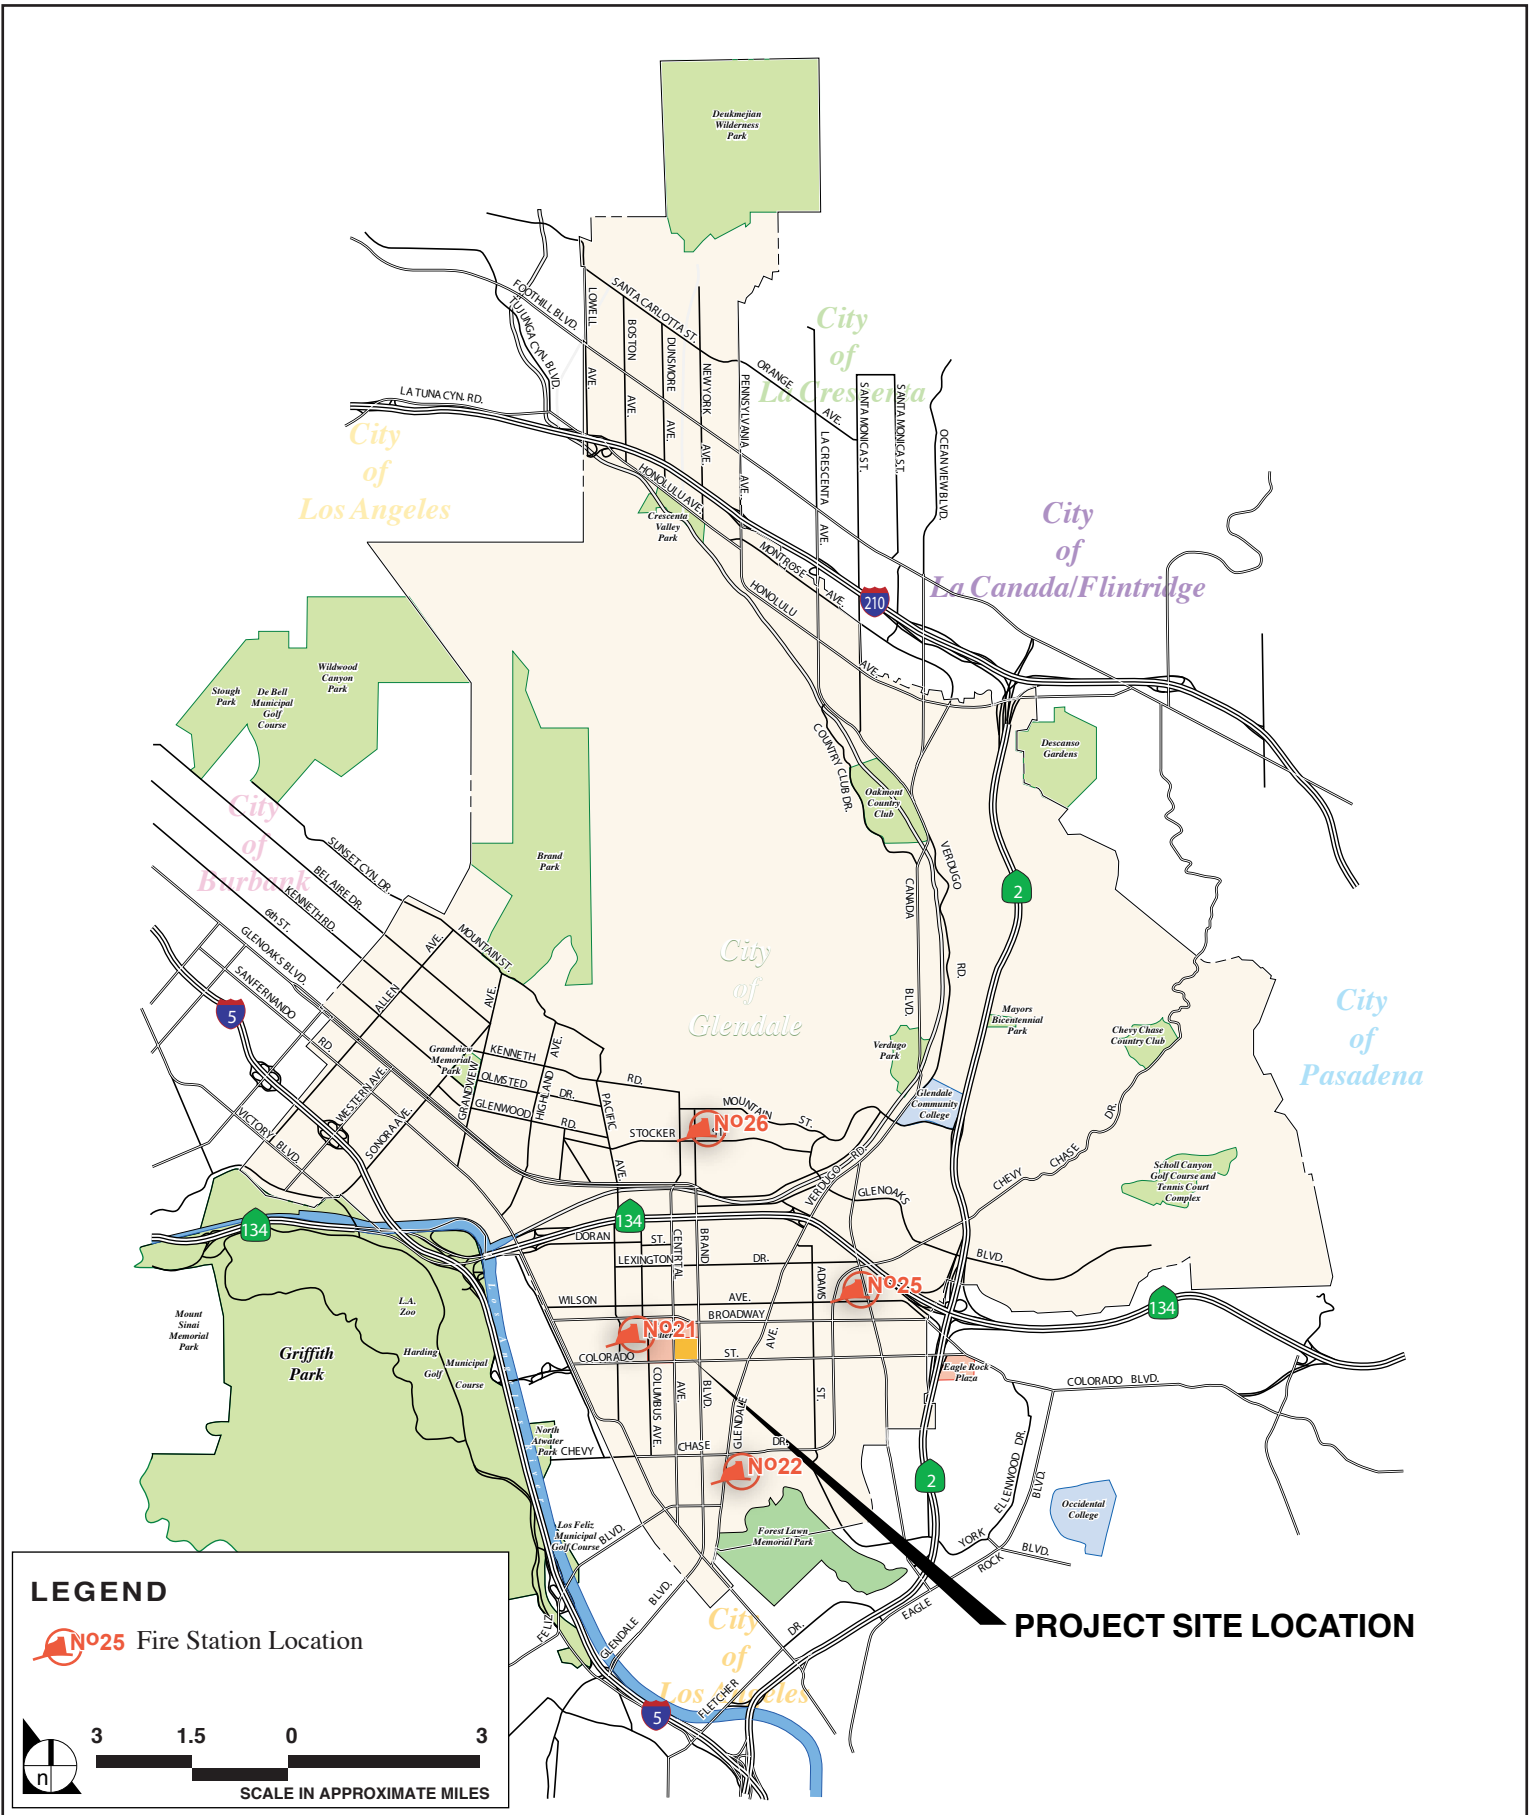 Deukmejian
Wilderness
Park
FOOTHILL BLVD.
TUJUNGA CYN. BLVD.
SANTA CARLOTTA ST.
LOWELL
AVE.
BOSTON
AVE.
DUNSMORE
AVE.
NEW YORK
AVE.
PENNSYLVANIA
AVE.
ORANGE
AVE.
City
of
La Crescenta
LA CRESCENTA
AVE.
SANTA MONICA ST.
SANTA MONICA ST.
OCEAN VIEW BLVD.
LA TUNA CYN. RD.
City
of
Los Angeles
HONOLULU AVE.
Crescenta
Valley
Park
MONTROSE
AVE.
HONOLULU
AVE.
210
City
of
La Canada/Flintridge
Wildwood
Canyon
Park
Stough
Park
De Bell
Municipal
Golf
Course
Descanso
Gardens
COUNTRY CLUB DR.
Oakmont
Country
Club
City
of
Burbank
SUNSET CYN. DR.
BEL AIRE DR.
KENNETH RD.
6th ST.
GLENOAKS BLVD.
SAN FERNANDO
RD.
Brand
Park
VERDUGO
RD.
CANADA
BLVD.
2
MOUNTAIN ST.
ALLEN
AVE.
AVE.
City
of
Glendale
5
Mayors
Bicentennial
Park
Chevy Chase
Country Club
City
of
Pasadena
Verdugo
Park
Grandview
Memorial
Park
KENNETH
RD.
OLMSTED
DR.
GLENWOOD
RD.
GRANDVIEW
HIGHLAND
AVE.
PACIFIC
AVE.
WESTERN AVE.
SONORA AVE.
VICTORY BLVD.
Glendale
Community
College
MOUNTAIN
ST.
STOCKER
ST.
No26
VERDUGO RD.
GLENOAKS
BLVD.
CHEVY
CHASE
DR.
Scholl Canyon
Golf Course and
Tennis Court
Complex
134
134
134
DORAN
ST.
LEXINGTON
DR.
CENTRTAL
AVE.
BRAND
BLVD.
ADAMS
ST.
No25
WILSON
AVE.
BROADWAY
No21
COLORADO
ST.
COLUMBUS AVE.
GLENDALE
AVE.
Los Angeles River
L.A.
Zoo
Mount
Sinai
Memorial
Park
Griffith
Park
Harding
Golf
Municipal
Course
Eagle Rock
Plaza
COLORADO BLVD.
North
Atwater
Park
CHEVY
CHASE
DR.
No22
2
ELLENWOOD DR.
BLVD.
Occidental
College
Los Feliz
Municipal
Golf Course
BLVD.
Forest Lawn
Memorial Park
YORK
BLVD.
ROCK
EAGLE
FELIZ
GLENDALE
BLVD.
City
of
Los Angeles
FLETCHER
DR.
5
PROJECT SITE LOCATION
LEGEND
No25 Fire Station Location
n
3 1.5 0 3
SCALE IN APPROXIMATE MILES